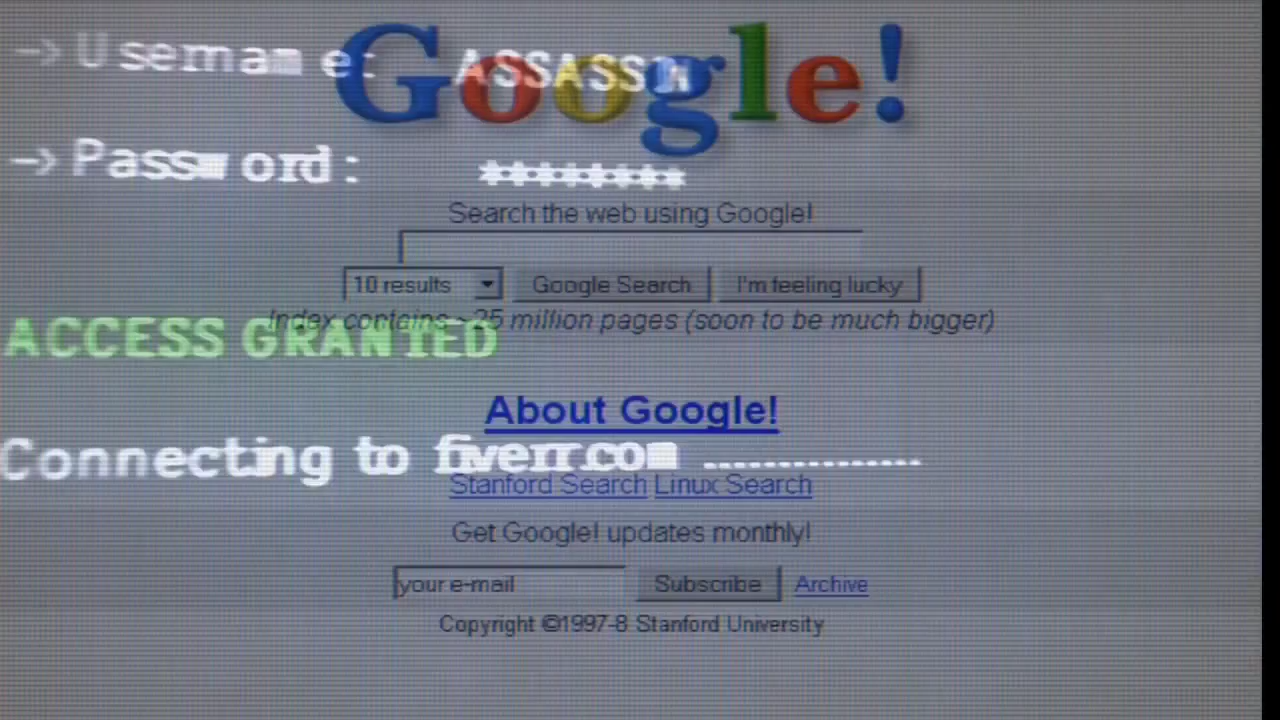 Google!
-> Username: ASSASSIN
-> Password: ********
Search the web using Google!
10 results Google Search I'm feeling lucky
Index contains ~25 million pages (soon to be much bigger)
ACCESS GRANTED
About Google!
Connecting to fiverr.com ..............
Stanford Search Linux Search
Get Google! updates monthly!
your e-mail Subscribe Archive
Copyright ©1997-8 Stanford University